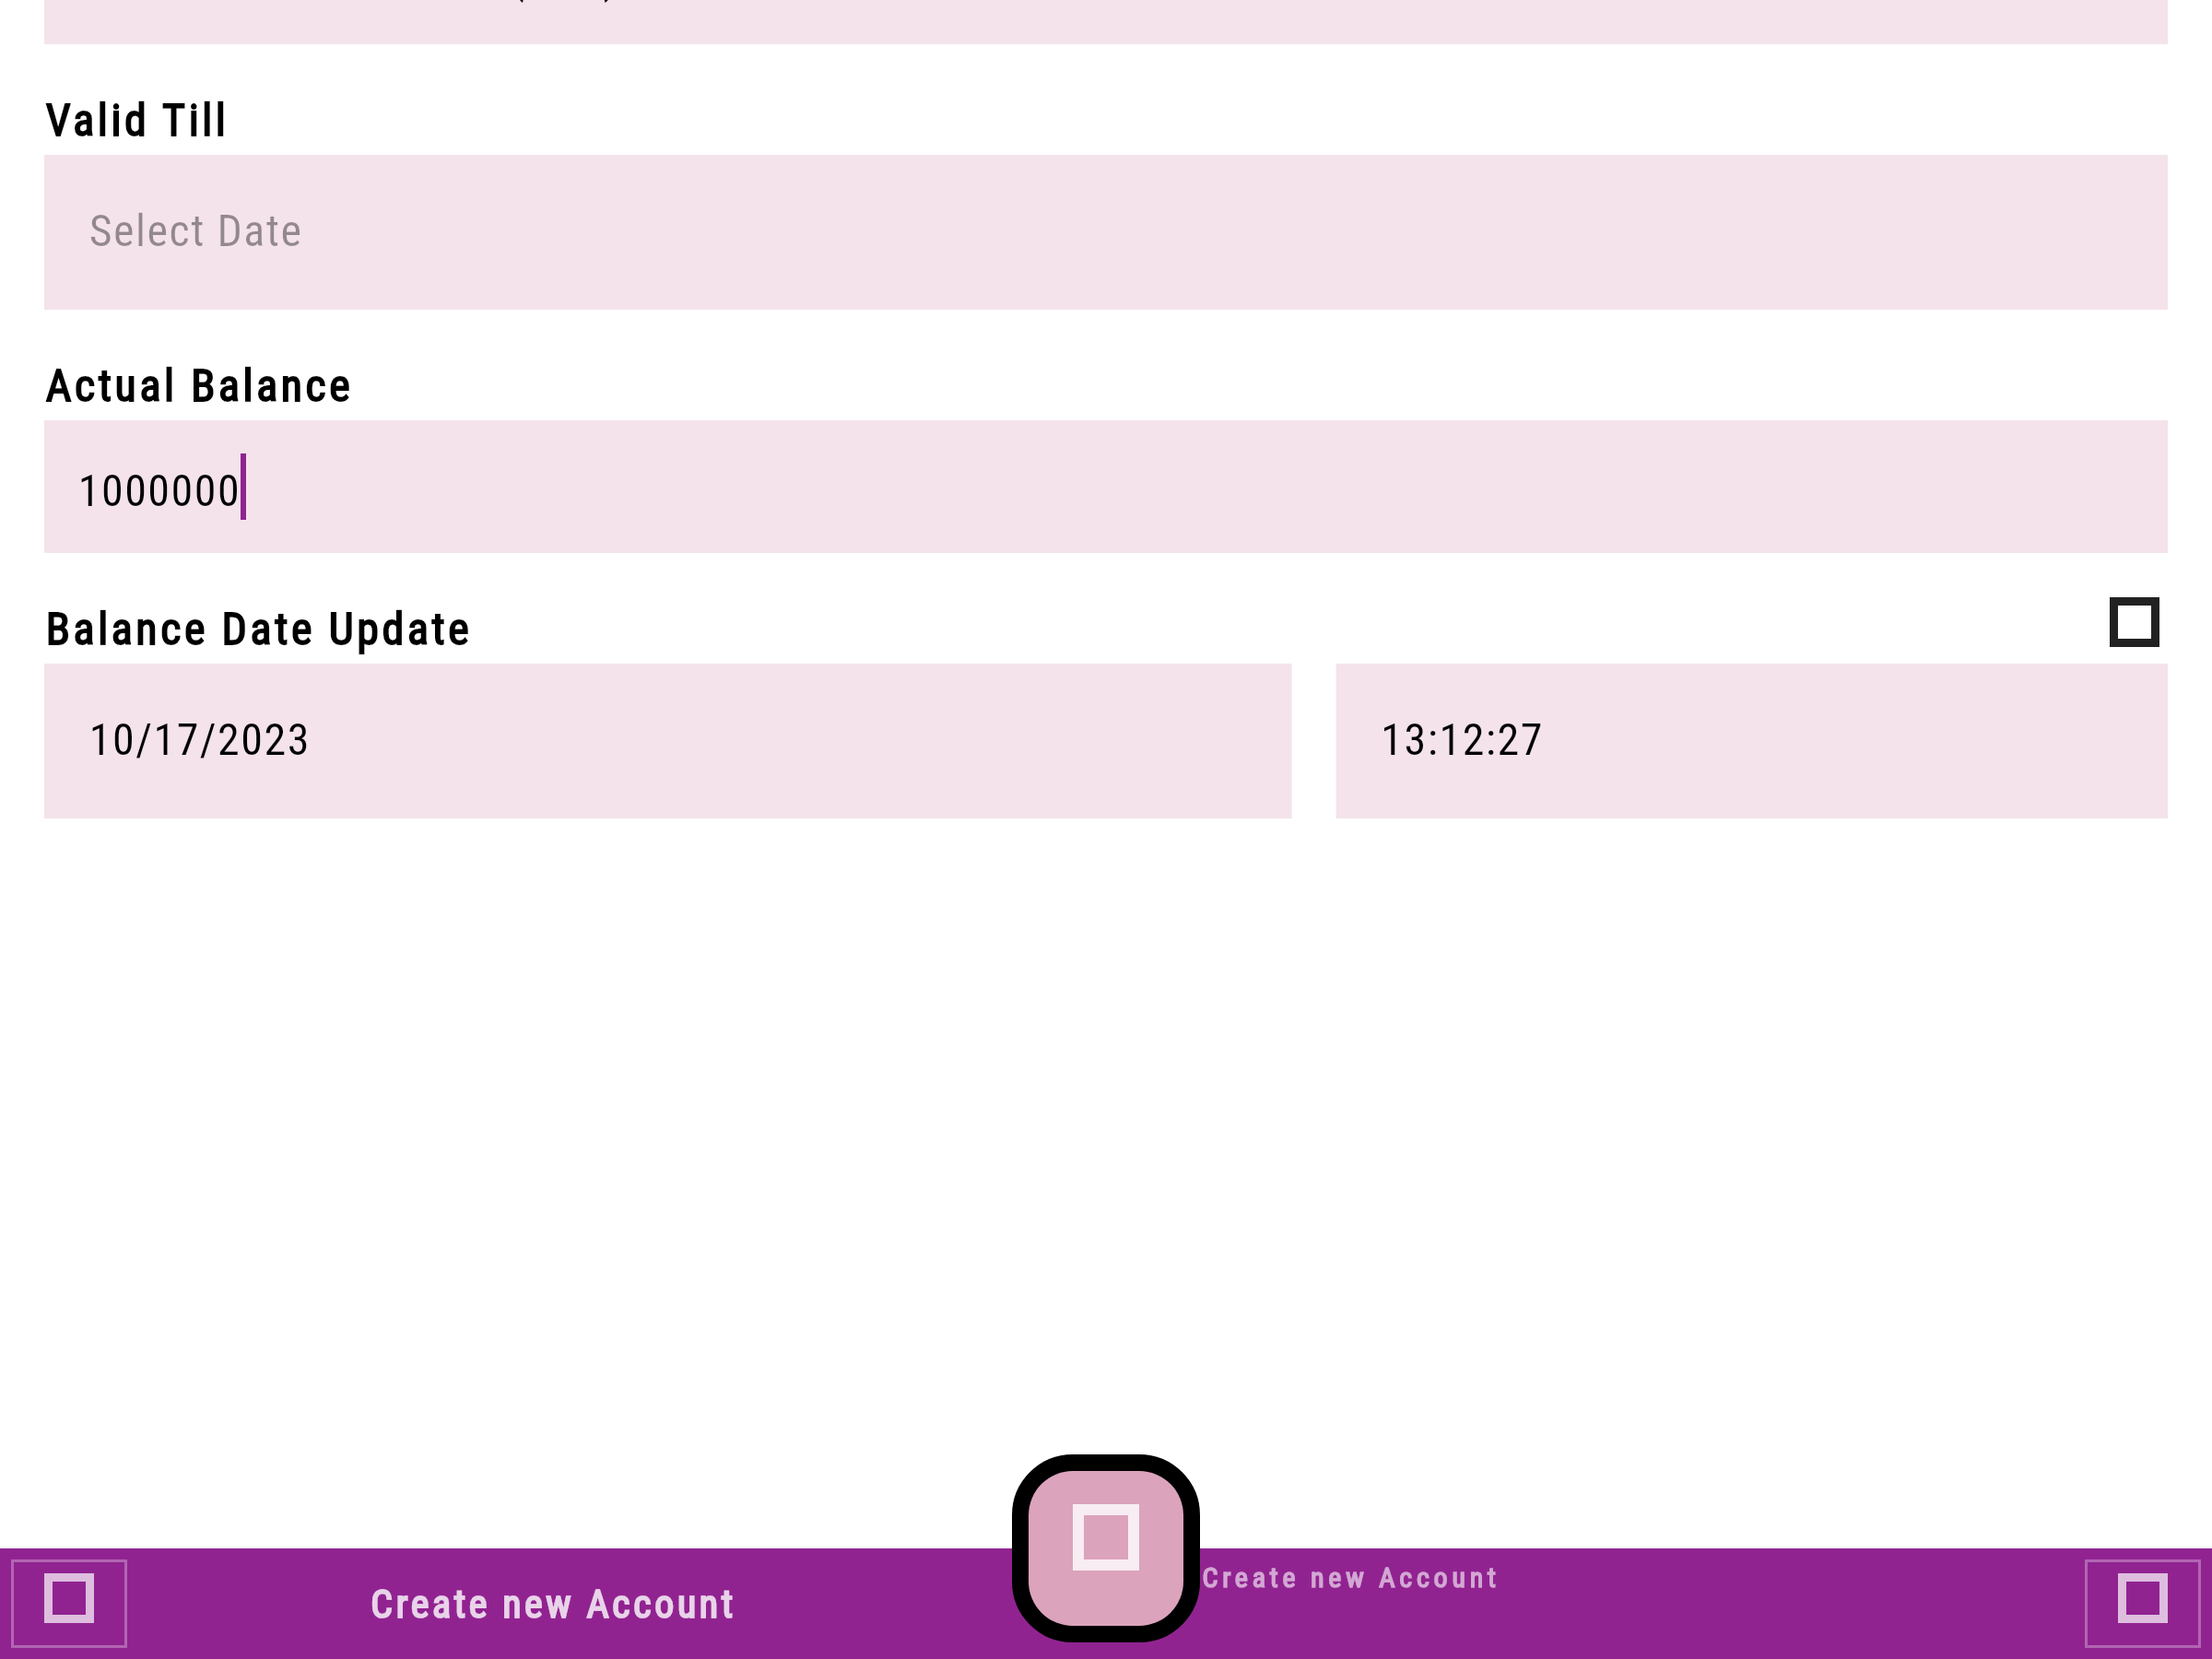 Valid Till
Select Date
Actual Balance
1000000
Balance Date Update
10/17/2023
13:12:27
Create new Account
Create new Account